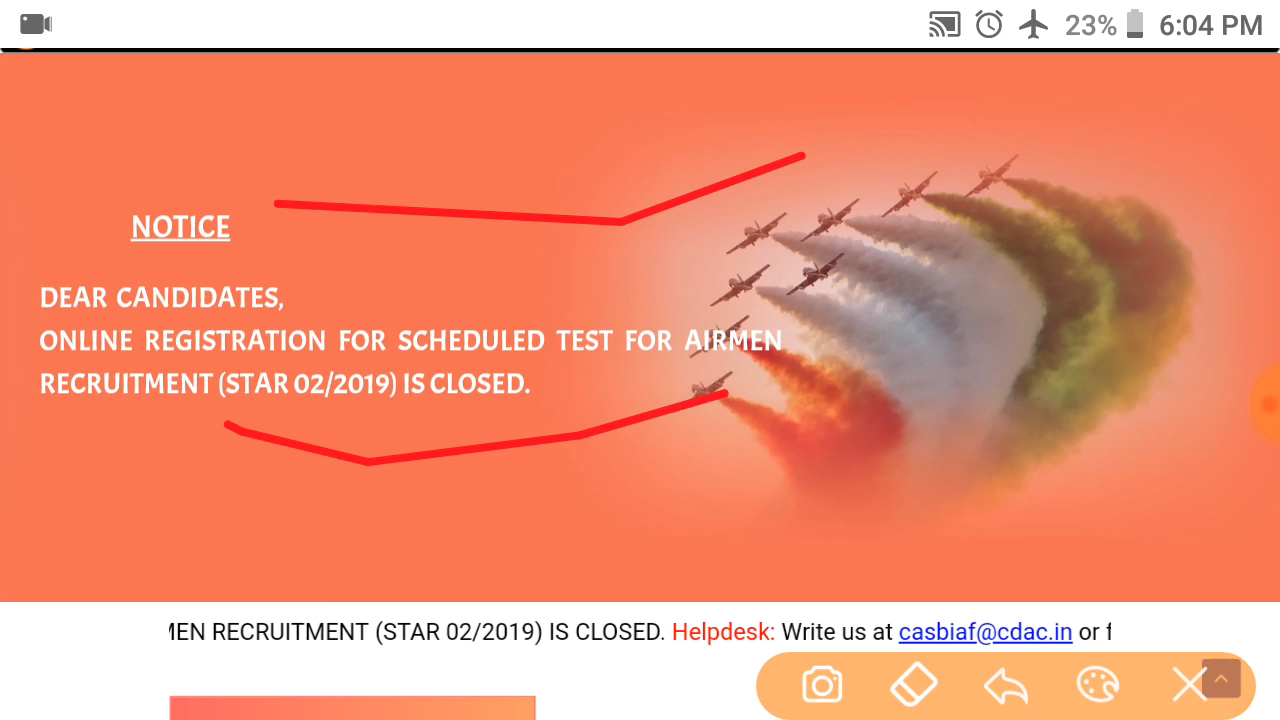 23% 6:04 PM
NOTICE
DEAR CANDIDATES,
ONLINE REGISTRATION FOR SCHEDULED TEST FOR AIRMEN
RECRUITMENT (STAR 02/2019) IS CLOSED.
MEN RECRUITMENT (STAR 02/2019) IS CLOSED. Helpdesk: Write us at casbiaf@cdac.in or f